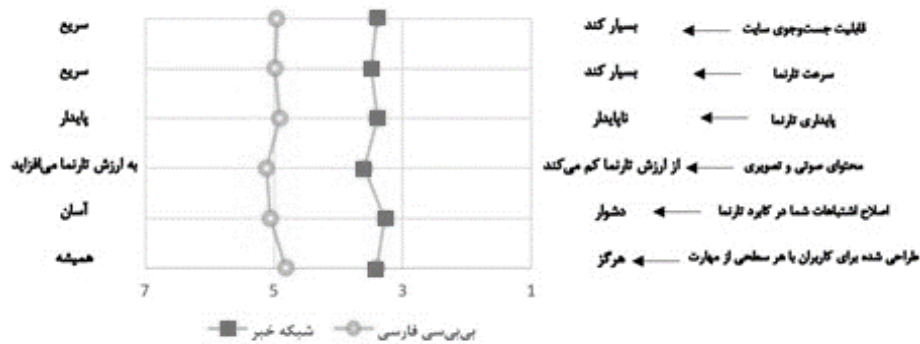 قابلیت جست‌وجوی سایت بسیار کند سریع
سرعت تارنما بسیار کند سریع
پایداری تارنما ناپایدار پایدار
محتوای صوتی و تصویری از ارزش تارنما کم می‌کند به ارزش تارنما می‌افزاید
اصلاح اشتباهات شما در کابرد تارنما دشوار آسان
طراحی شده برای کاربران با هر سطحی از مهارت هرگز همیشه
7 5 3 1
شبکه خبر بی‌بی‌سی فارسی